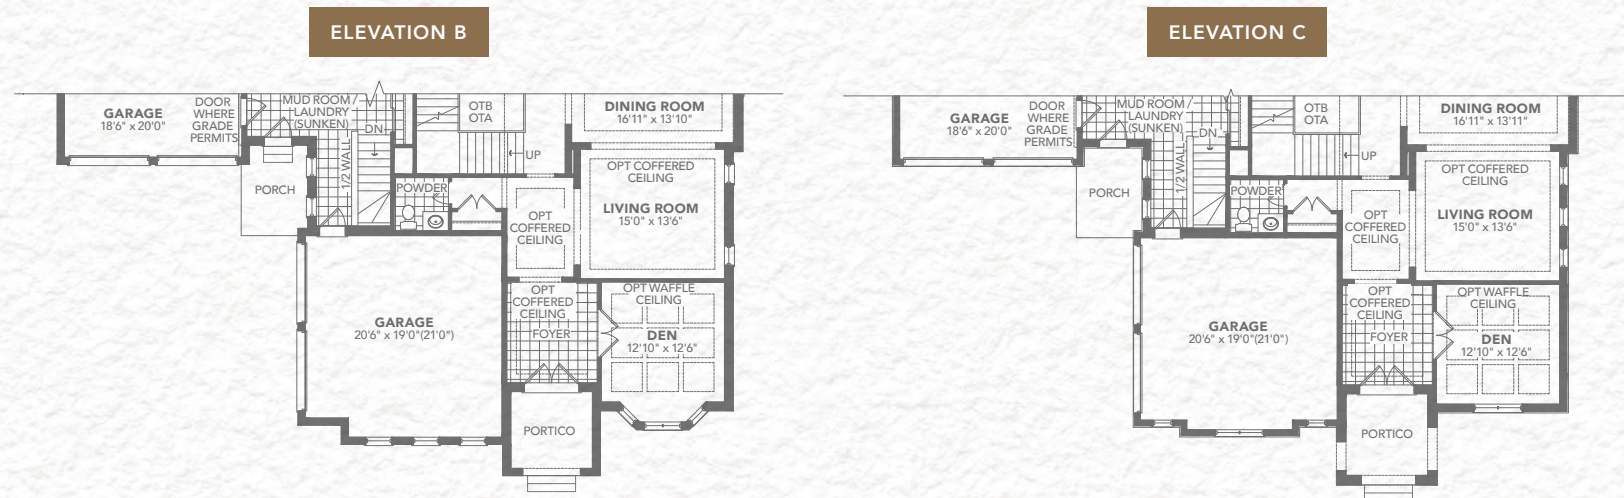 ELEVATION B
GARAGE
18'6" x 20'0"
DOOR
WHERE
GRADE
PERMITS
MUD ROOM /
LAUNDRY
(SUNKEN)
DN
OTB
OTA
DINING ROOM
16'11" x 13'10"
UP
1/2 WALL
PORCH
POWDER
OPT COFFERED
CEILING
LIVING ROOM
15'0" x 13'6"
OPT
COFFERED
CEILING
OPT
COFFERED
CEILING
FOYER
OPT WAFFLE
CEILING
DEN
12'10" x 12'6"
GARAGE
20'6" x 19'0"(21'0")
PORTICO
ELEVATION C
GARAGE
18'6" x 20'0"
DOOR
WHERE
GRADE
PERMITS
MUD ROOM /
LAUNDRY
(SUNKEN)
DN
OTB
OTA
DINING ROOM
16'11" x 13'11"
UP
1/2 WALL
PORCH
POWDER
OPT COFFERED
CEILING
LIVING ROOM
15'0" x 13'6"
OPT
COFFERED
CEILING
OPT
COFFERED
CEILING
FOYER
OPT WAFFLE
CEILING
DEN
12'10" x 12'6"
GARAGE
20'6" x 19'0"(21'0")
PORTICO